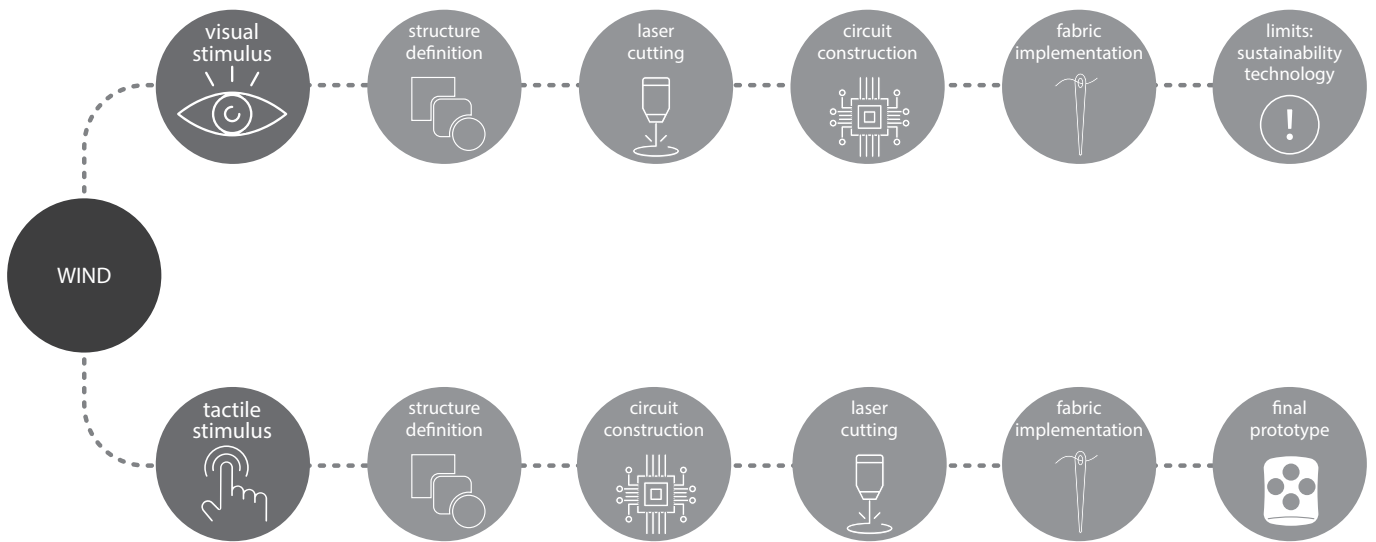 visual
stimulus
structure
definition
laser
cutting
circuit
construction
fabric
implementation
limits:
sustainability
technology
!
WIND
tactile
stimulus
structure
definition
circuit
construction
laser
cutting
fabric
implementation
final
prototype